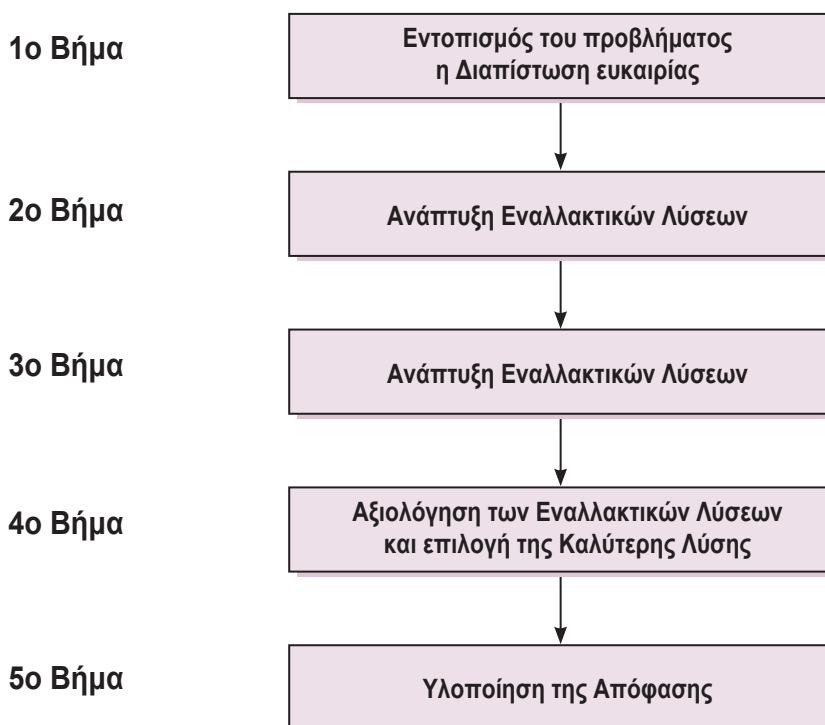 1ο Βήμα
Εντοπισμός του προβλήματος
η Διαπίστωση ευκαιρίας
2ο Βήμα
Ανάπτυξη Εναλλακτικών Λύσεων
3ο Βήμα
Ανάπτυξη Εναλλακτικών Λύσεων
4ο Βήμα
Αξιολόγηση των Εναλλακτικών Λύσεων
και επιλογή της Καλύτερης Λύσης
5ο Βήμα
Υλοποίηση της Απόφασης